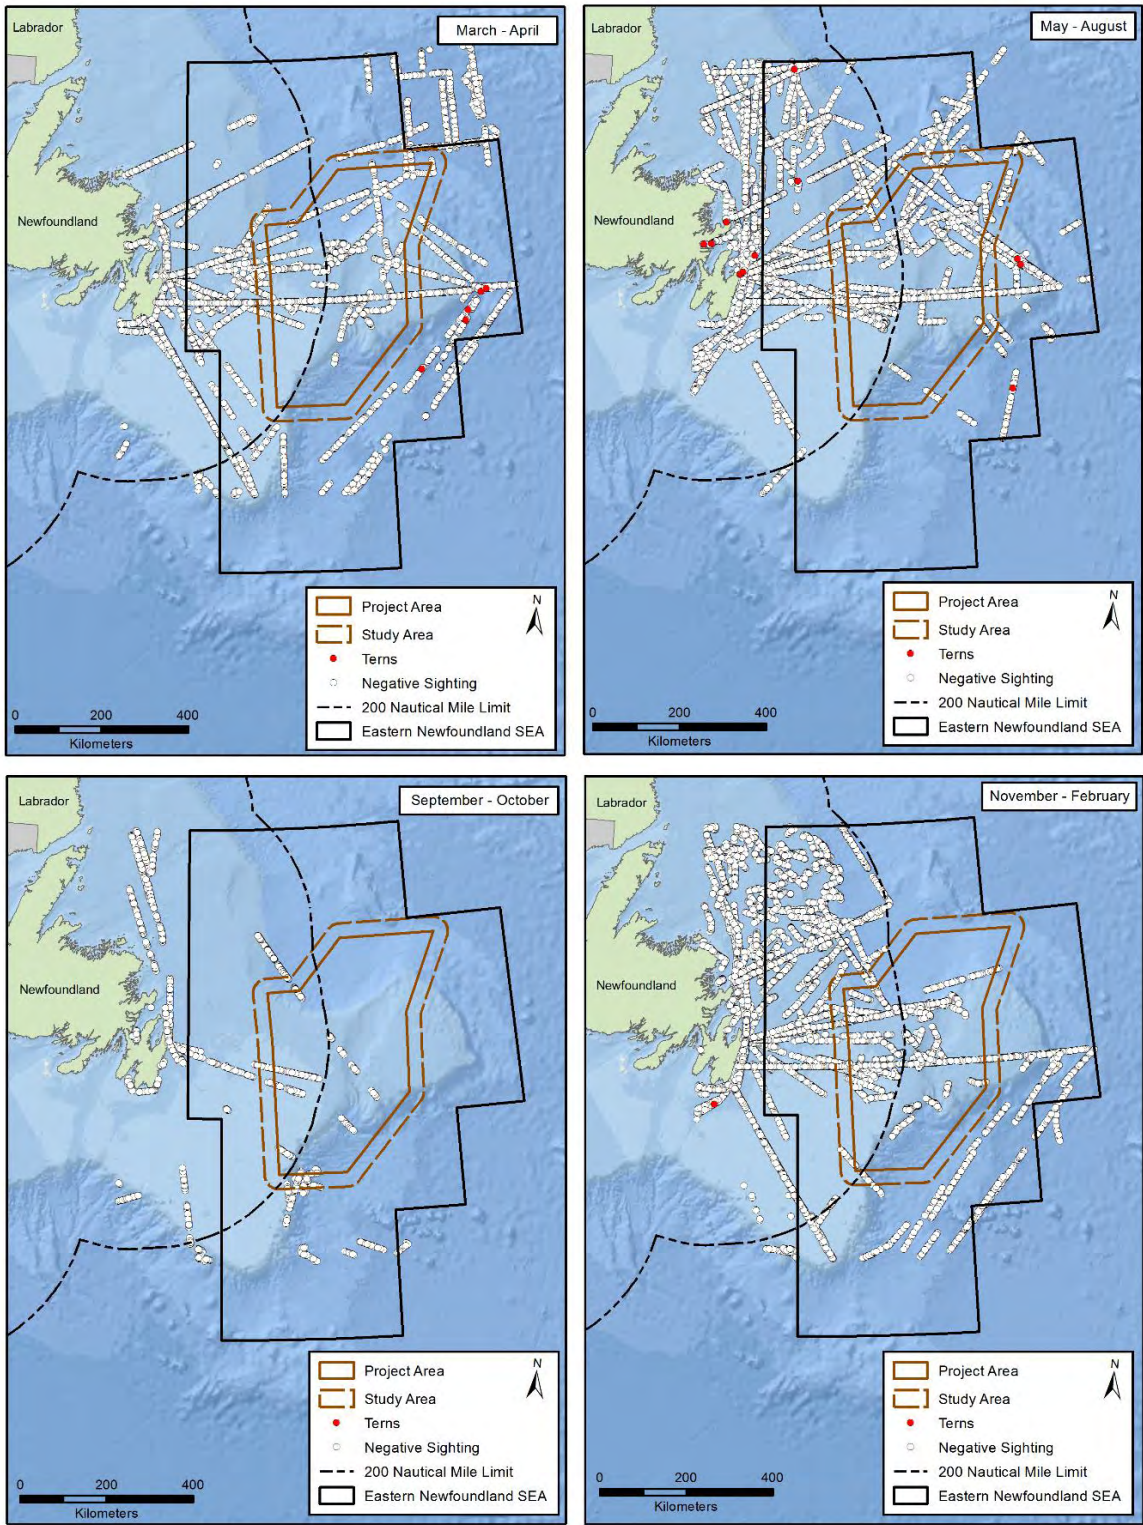 Labrador
March - April
Newfoundland
N
Project Area
Study Area
Terns
Negative Sighting
200 Nautical Mile Limit
Eastern Newfoundland SEA
0 200 400
Kilometers
Labrador
May - August
Newfoundland
N
Project Area
Study Area
Terns
Negative Sighting
200 Nautical Mile Limit
Eastern Newfoundland SEA
0 200 400
Kilometers
Labrador
September - October
Newfoundland
N
Project Area
Study Area
Terns
Negative Sighting
200 Nautical Mile Limit
Eastern Newfoundland SEA
0 200 400
Kilometers
Labrador
November - February
Newfoundland
N
Project Area
Study Area
Terns
Negative Sighting
200 Nautical Mile Limit
Eastern Newfoundland SEA
0 200 400
Kilometers